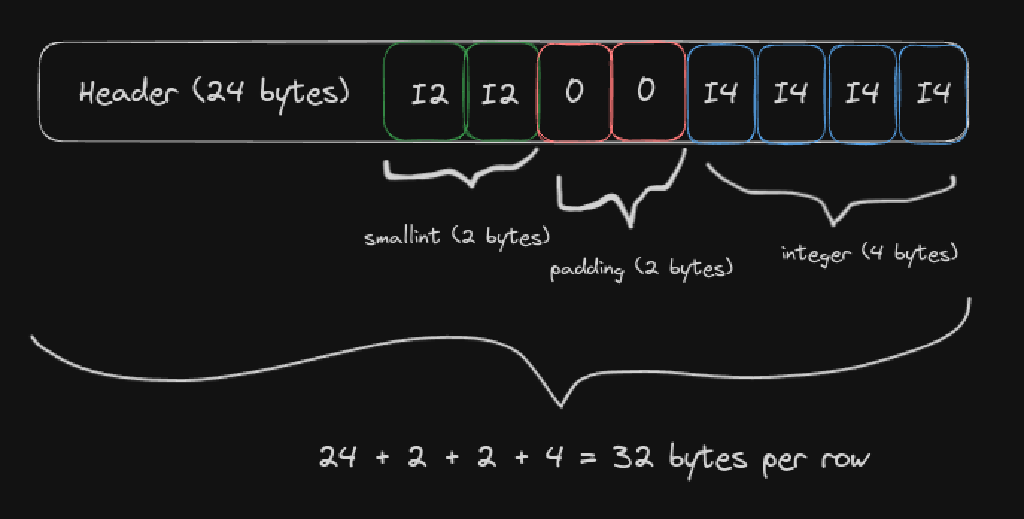 Header (24 bytes) I2 I2 0 0 I4 I4 I4 I4
smallint (2 bytes)
padding (2 bytes)
integer (4 bytes)
24 + 2 + 2 + 4 = 32 bytes per row